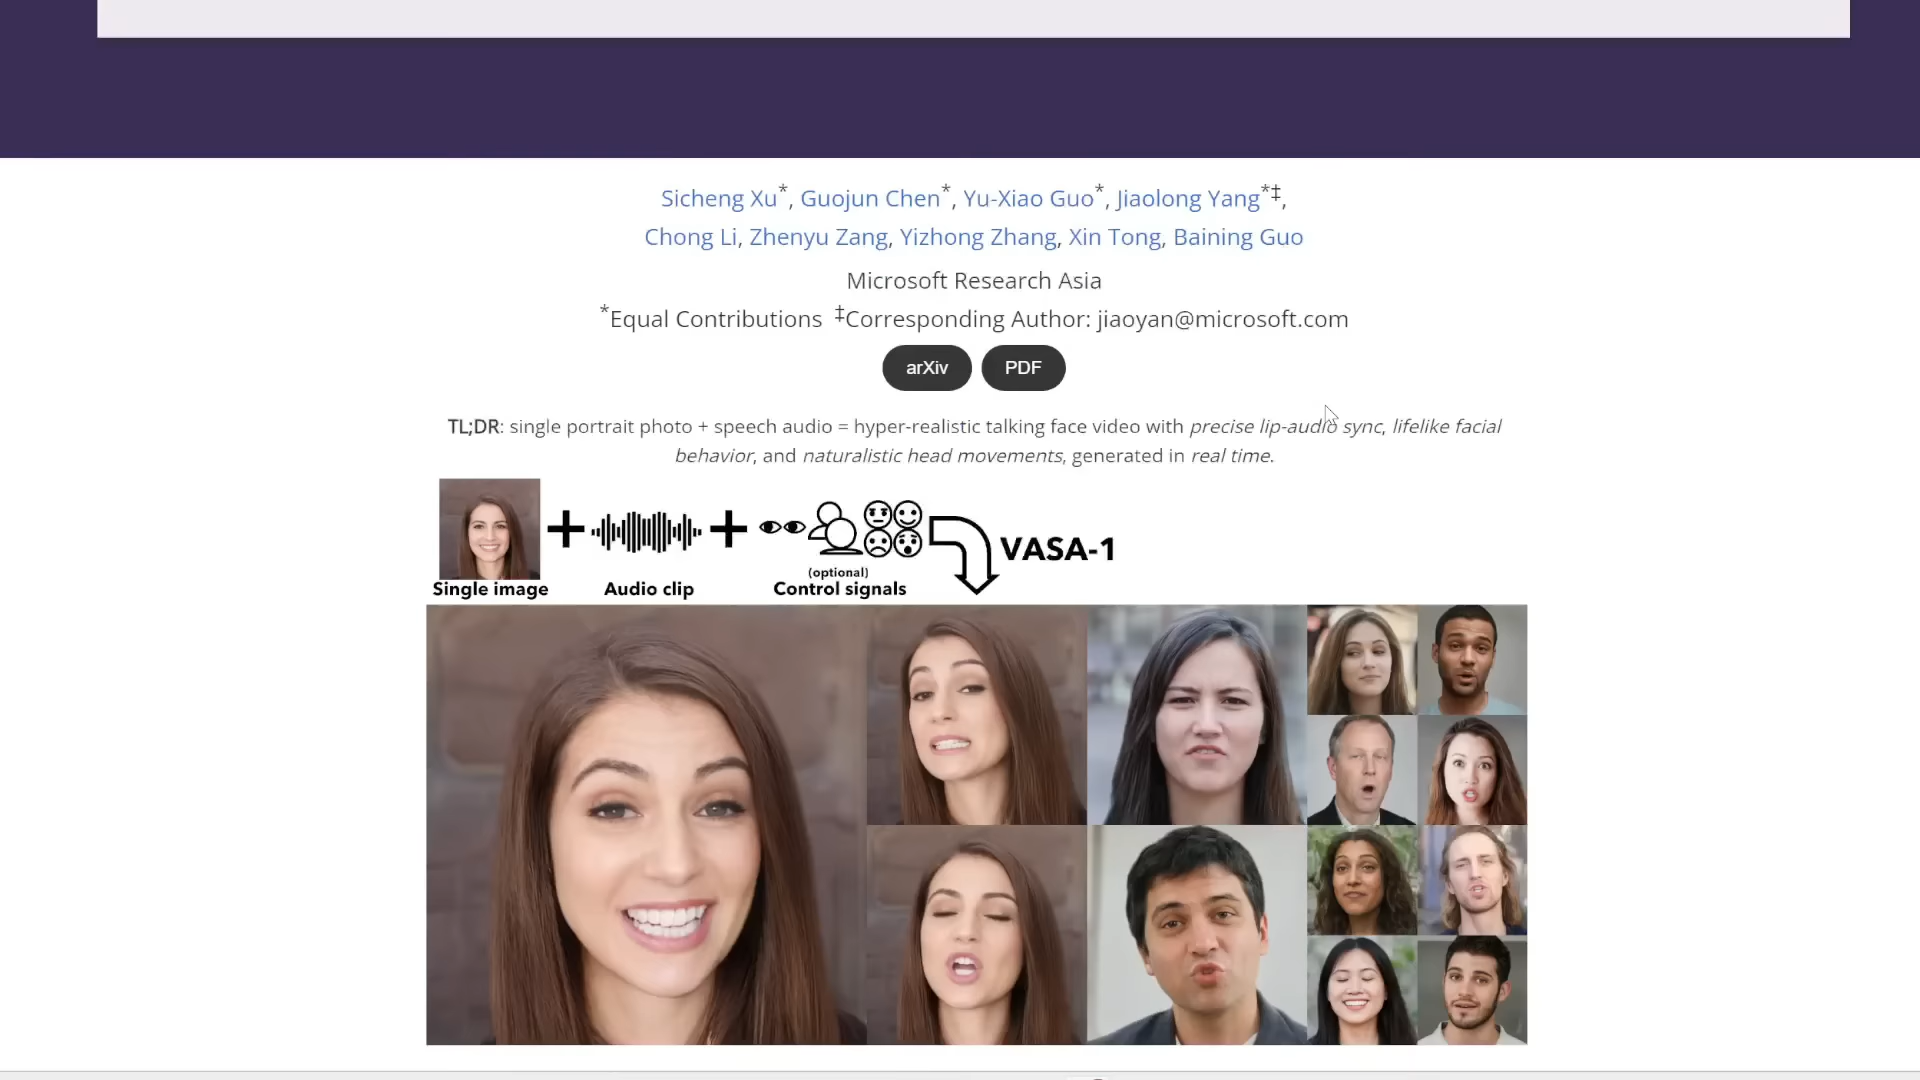 Sicheng Xu*, Guojun Chen*, Yu-Xiao Guo*, Jiaolong Yang*‡,
Chong Li, Zhenyu Zang, Yizhong Zhang, Xin Tong, Baining Guo
Microsoft Research Asia
*Equal Contributions ‡Corresponding Author: jiaoyan@microsoft.com
arXiv PDF
TL;DR: single portrait photo + speech audio = hyper-realistic talking face video with precise lip-audio sync, lifelike facial
behavior, and naturalistic head movements, generated in real time.
VASA-1
(optional)
Single image Audio clip Control signals